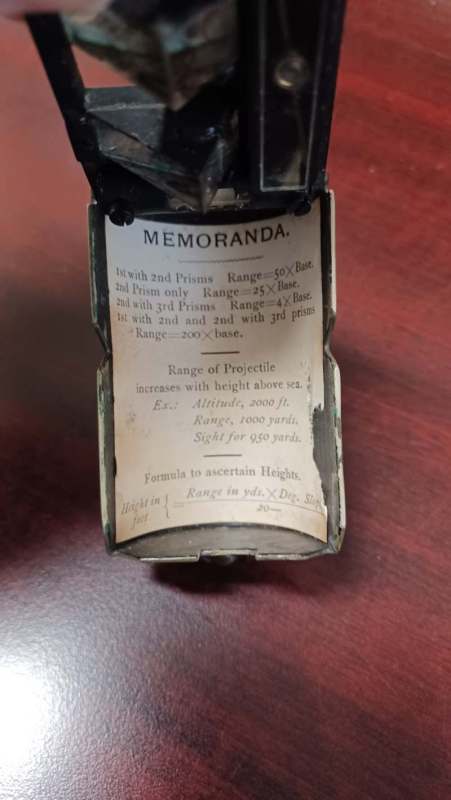 MEMORANDA.
1st with 2nd Prisms Range=50×Base.
2nd Prism only Range=25×Base.
2nd with 3rd Prisms Range=4×Base.
1st with 2nd and 2nd with 3rd prisms
Range=200×base.
Range of Projectile
increases with height above sea.
Ex.: Altitude, 2000 ft.
Range, 1000 yards.
Sight for 950 yards.
Formula to ascertain Heights.
Height in feet { = Range in yds. × Deg.
20—